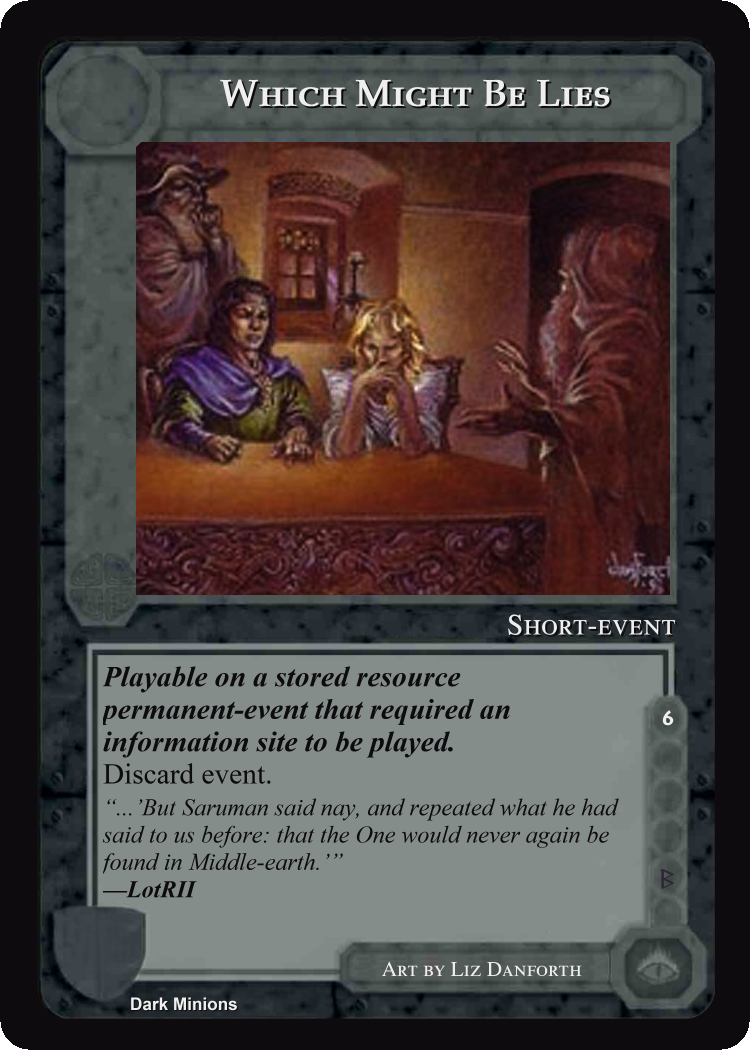 Which Might Be Lies
Short-event
Playable on a stored resource
permanent-event that required an
information site to be played.
Discard event.
“...’But Saruman said nay, and repeated what he had
said to us before: that the One would never again be
found in Middle-earth.’”
—LotRII
6
Art by Liz Danforth
Dark Minions